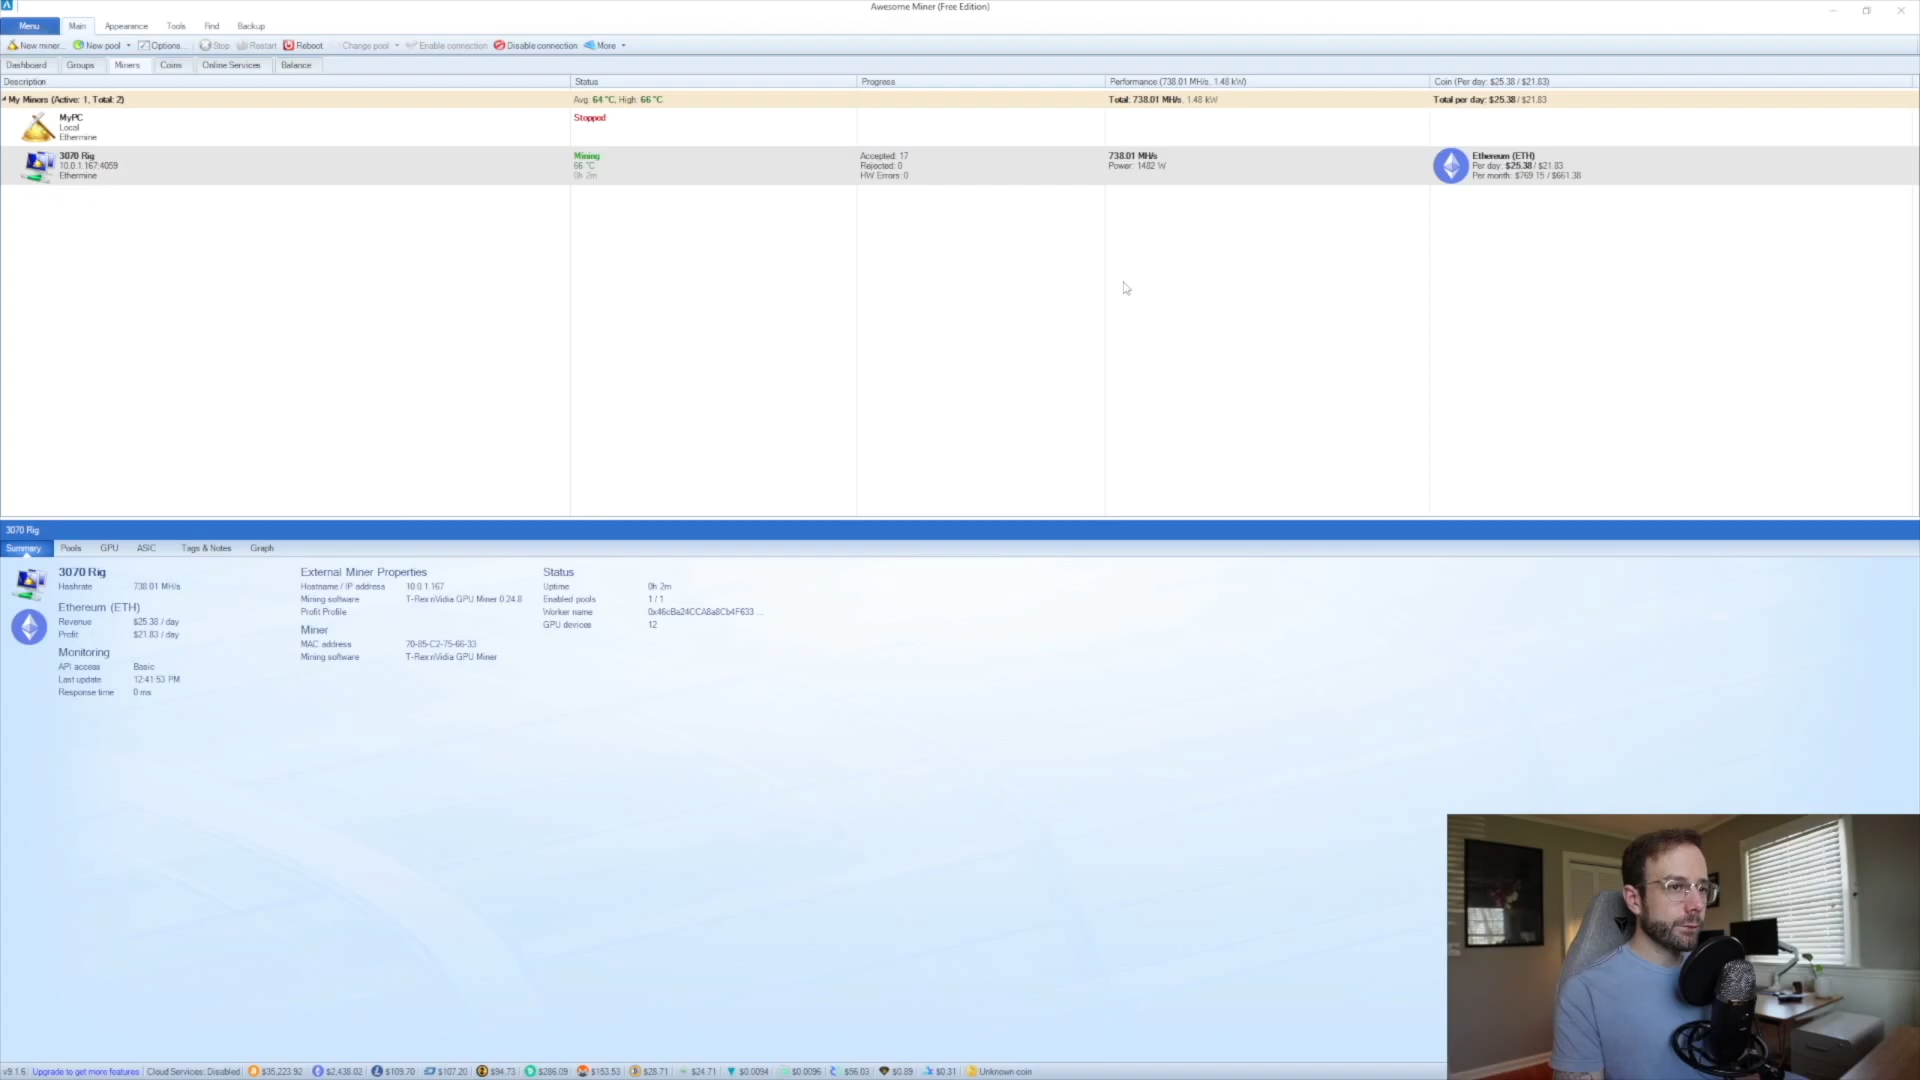 Awesome Miner (Free Edition)
Menu Main Appearance Tools Find Backup
New miner... New pool Options... Stop Restart Reboot Change pool Enable connection Disable connection More
Dashboard Groups Miners Coins Online Services Balance
Description Status Progress Performance (738.01 MH/s, 1.48 kW) Coin (Per day: $25.38 / $21.83)
My Miners (Active: 1, Total: 2) Avg: 64 °C, High: 66 °C Total: 738.01 MH/s, 1.48 kW Total per day: $25.38 / $21.83
MyPC Stopped
Local
Ethermine
3070 Rig Mining Accepted: 17 738.01 MH/s Ethereum (ETH)
10.0.1.167:4059 66 °C Rejected: 0 Power: 1482 W Per day: $25.38 / $21.83
Ethermine 0h 2m HW Errors: 0 Per month: $769.15 / $661.38
3070 Rig
Summary Pools GPU ASIC Tags & Notes Graph
3070 Rig External Miner Properties Status
Hashrate 738.01 MH/s Hostname / IP address 10.0.1.167 Uptime 0h 2m
Mining software T-Rex nVidia GPU Miner 0.24.8 Enabled pools 1 / 1
Ethereum (ETH) Profit Profile Worker name 0x46cBa24CCA8a8Cb4F633 ...
Revenue $25.38 / day GPU devices 12
Profit $21.83 / day Miner
Monitoring MAC address 70-85-C2-75-66-33
API access Basic Mining software T-Rex nVidia GPU Miner
Last update 12:41:53 PM
Response time 0 ms
v9.1.6 Upgrade to get more features Cloud Services: Disabled $35,223.92 $2,438.02 $109.70 $107.20 $94.73 $286.09 $153.53 $28.71 $24.71 $0.0094 $0.0096 $56.03 $0.89 $0.31 Unknown coin